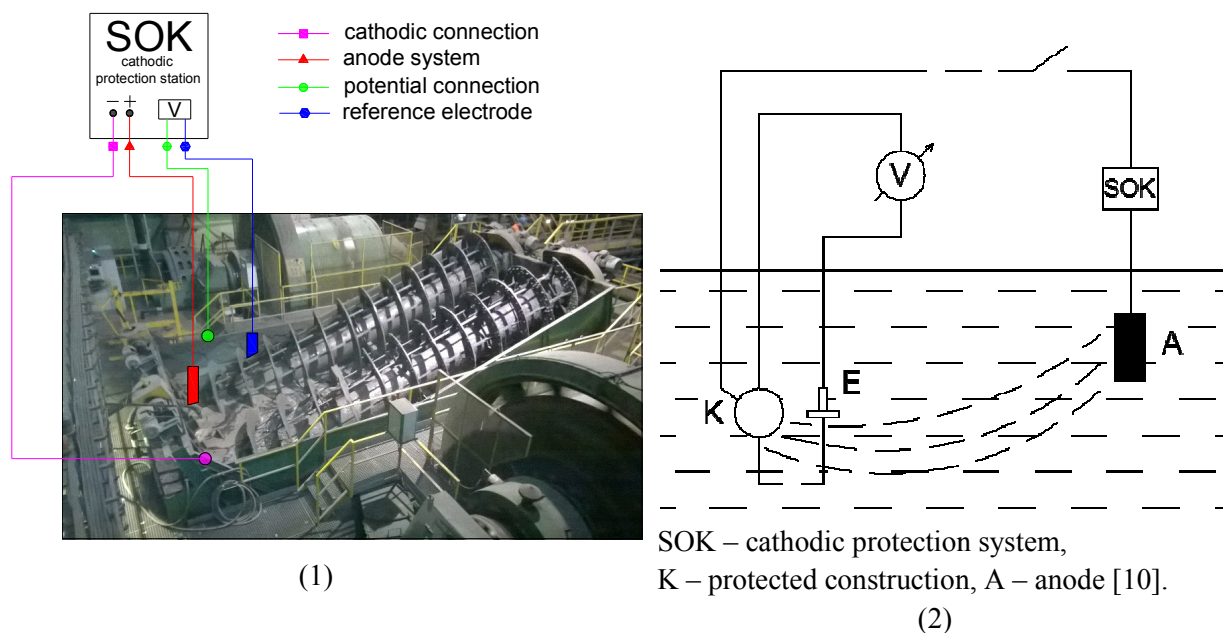 SOK
cathodic
protection station
− +
V
cathodic connection
anode system
potential connection
reference electrode
(1)
V
SOK
A
E
K
SOK – cathodic protection system,
K – protected construction, A – anode [10].
(2)